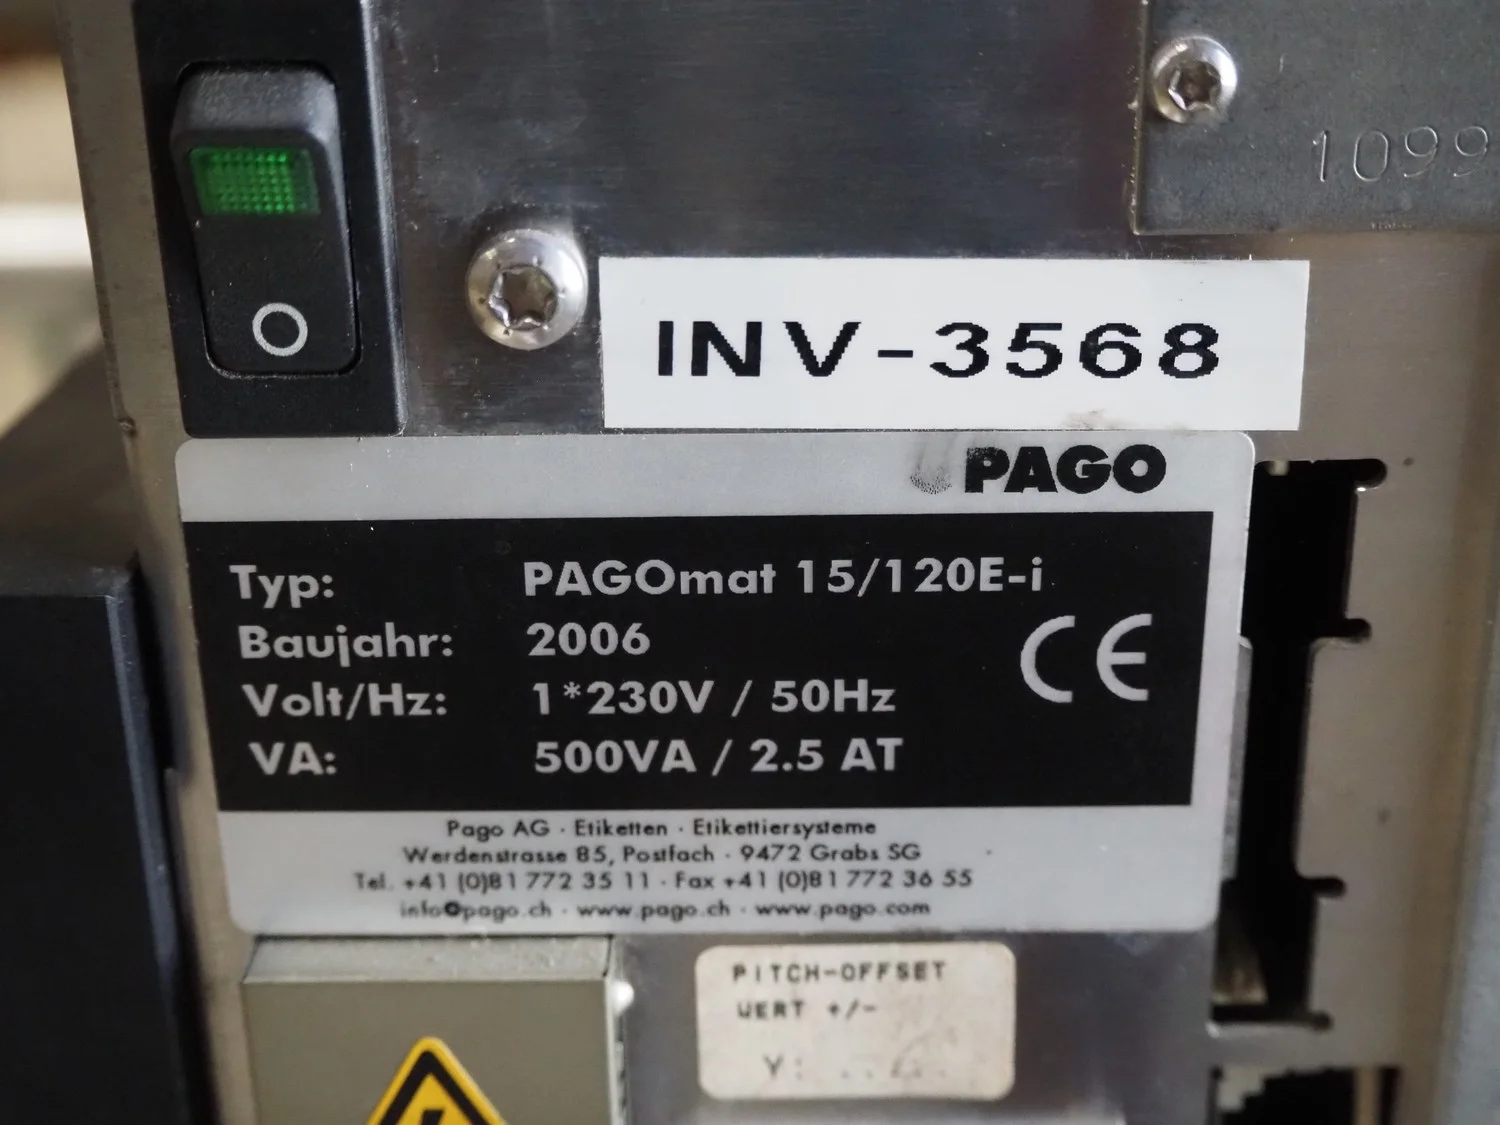 1099
INV-3568
PAGO
Typ: PAGOmat 15/120E-i
Baujahr: 2006
CE
Volt/Hz: 1*230V / 50Hz
VA: 500VA / 2.5 AT
Pago AG · Etiketten · Etikettiersysteme
Werdenstrasse 85, Postfach · 9472 Grabs SG
Tel. +41 (0)81 772 35 11 · Fax +41 (0)81 772 36 55
info@pago.ch · www.pago.ch · www.pago.com
PITCH-OFFSET
WERT +/-
Y: